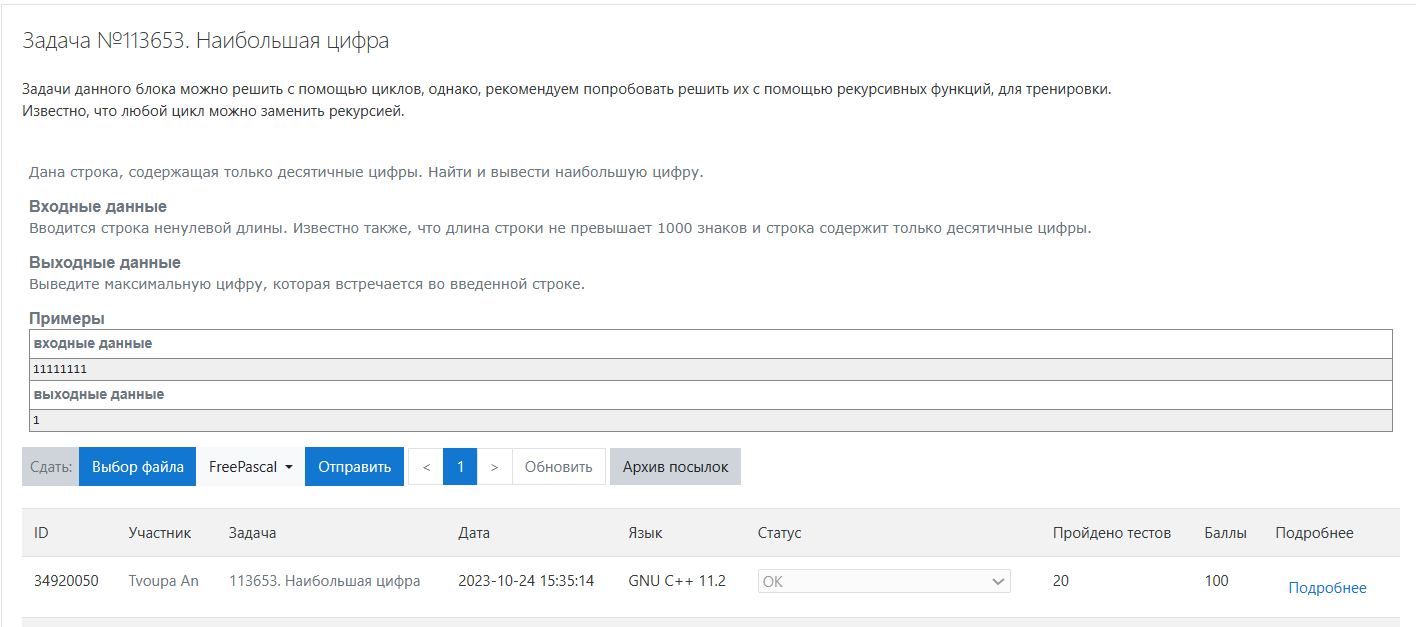 Задача №113653. Наибольшая цифра
Задачи данного блока можно решить с помощью циклов, однако, рекомендуем попробовать решить их с помощью рекурсивных функций, для тренировки.
Известно, что любой цикл можно заменить рекурсией.
Дана строка, содержащая только десятичные цифры. Найти и вывести наибольшую цифру.
Входные данные
Вводится строка ненулевой длины. Известно также, что длина строки не превышает 1000 знаков и строка содержит только десятичные цифры.
Выходные данные
Выведите максимальную цифру, которая встречается во введенной строке.
Примеры
входные данные
11111111
выходные данные
1
Сдать: Выбор файла FreePascal Отправить < 1 > Обновить Архив посылок
ID Участник Задача Дата Язык Статус Пройдено тестов Баллы Подробнее
34920050 Tvoupa An 113653. Наибольшая цифра 2023-10-24 15:35:14 GNU C++ 11.2 OK 20 100 Подробнее